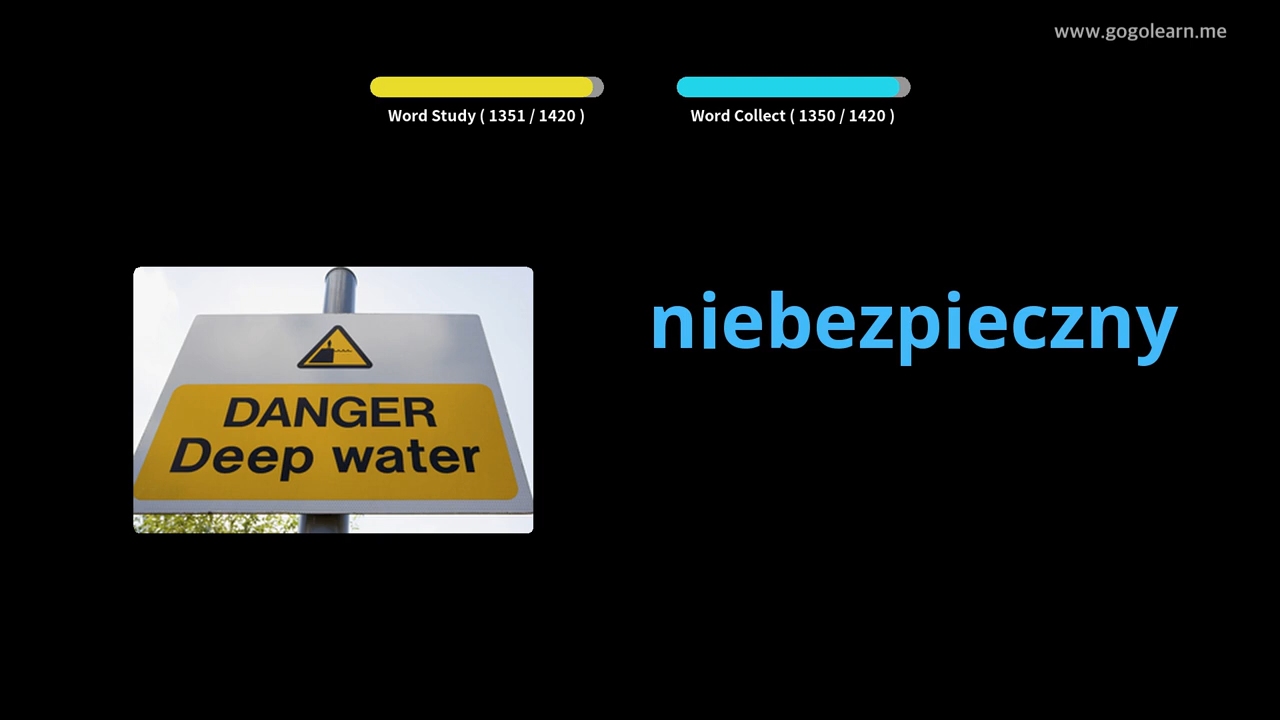 www.gogolearn.me
Word Study ( 1351 / 1420 )
Word Collect ( 1350 / 1420 )
niebezpieczny
DANGER
Deep water